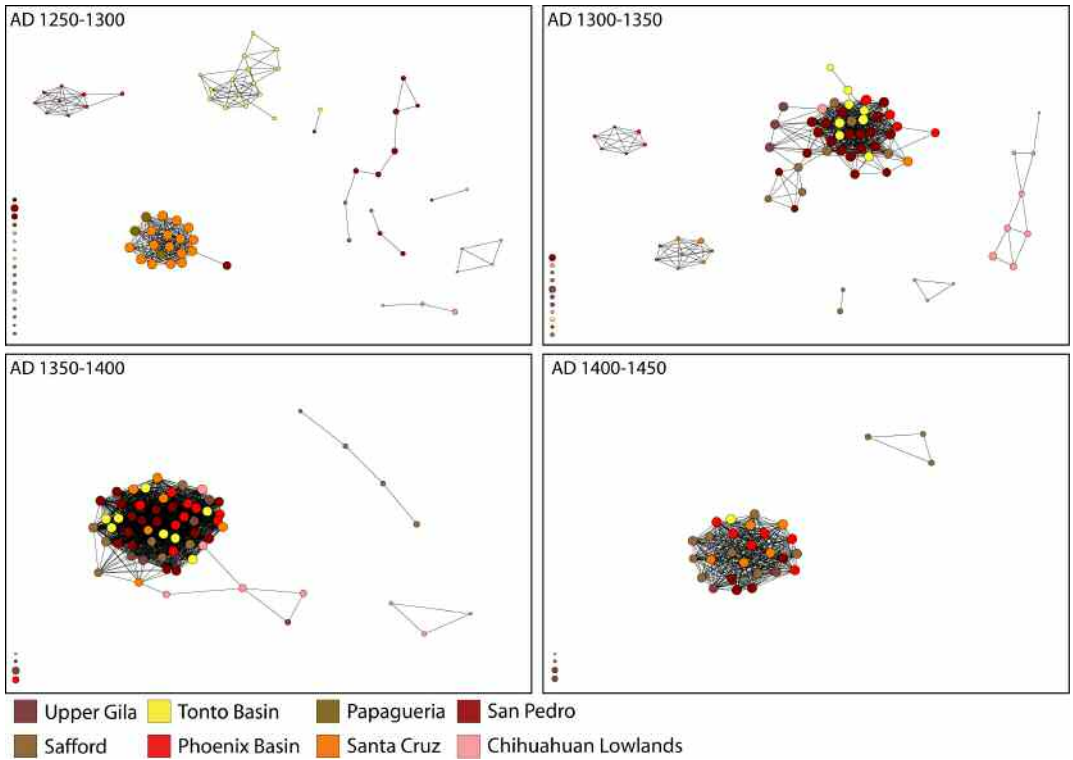 AD 1250-1300
AD 1300-1350
AD 1350-1400
AD 1400-1450
Upper Gila Tonto Basin Papagueria San Pedro
Safford Phoenix Basin Santa Cruz Chihuahuan Lowlands